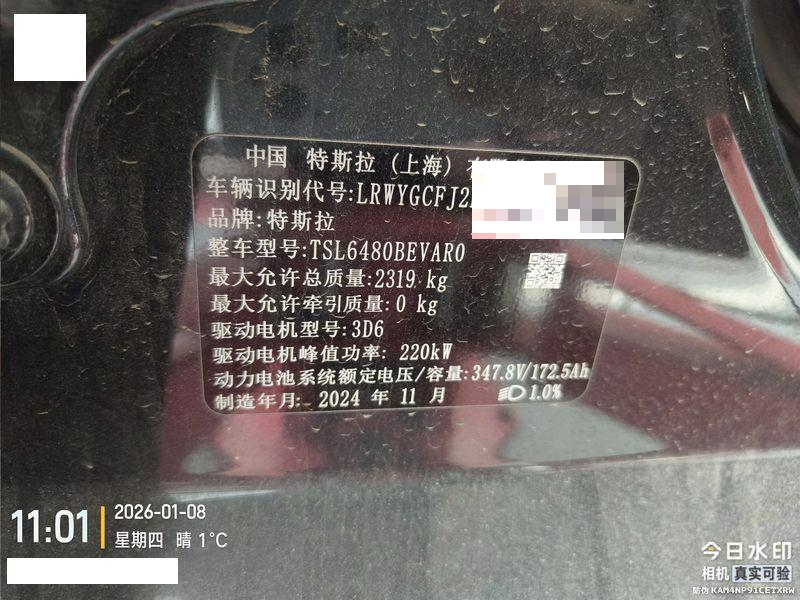 中国 特斯拉 (上海)
车辆识别代号:LRWYGCFJ2
品牌:特斯拉
整车型号:TSL6480BEVAR0
最大允许总质量:2319 kg
最大允许牵引质量: 0 kg
驱动电机型号: 3D6
驱动电机峰值功率: 220kW
动力电池系统额定电压/容量:347.8V/172.5Ah
制造年月: 2024 年 11 月 1.0%
11:01
2026-01-08
星期四 晴 1℃
今日水印
相机 真实可验
防伪 KAM4NP91CETXRW